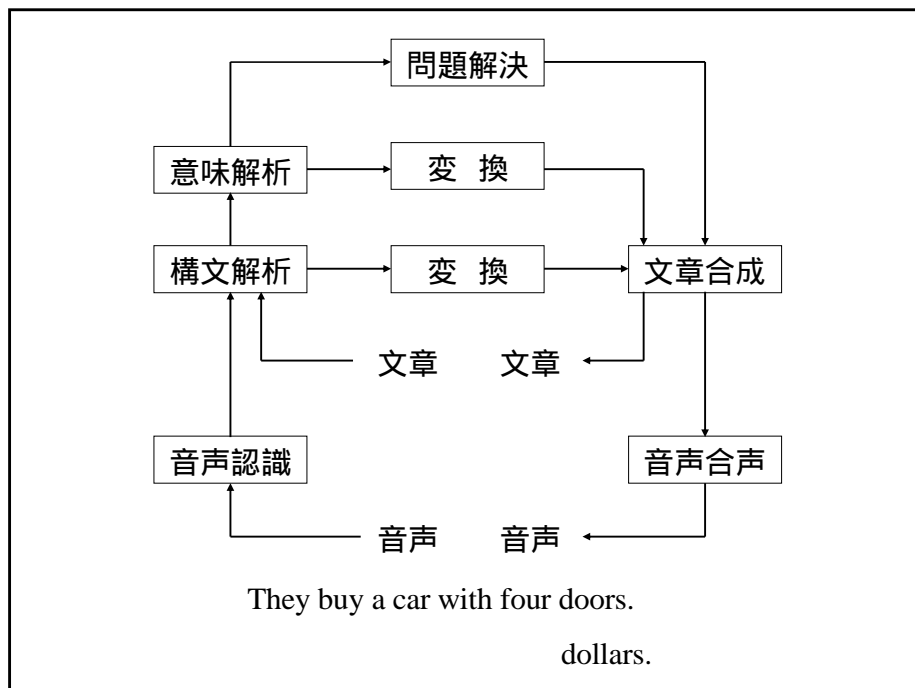 問題解決
意味解析
変 換
構文解析
変 換
文章合成
文章
文章
音声認識
音声合声
音声
音声
They buy a car with four doors.
dollars.